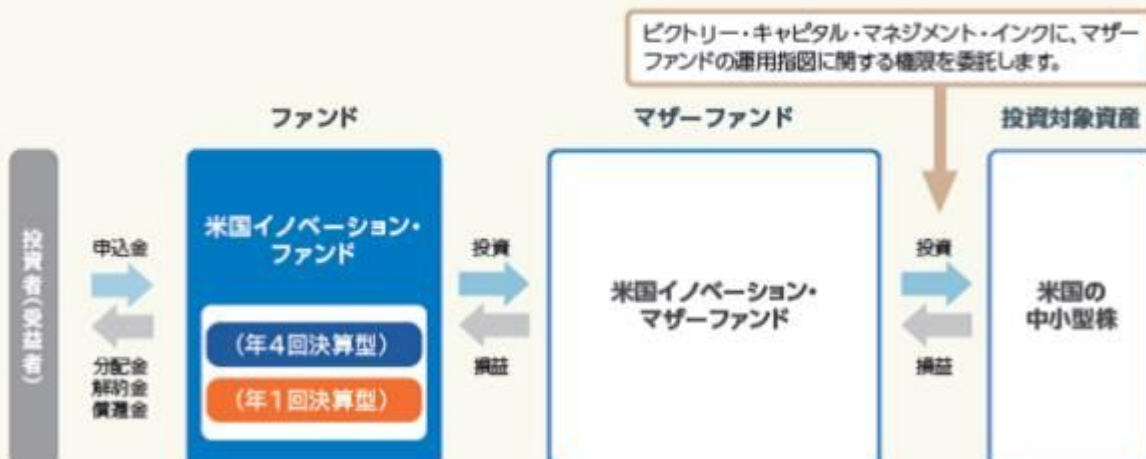 ビクトリー・キャピタル・マネジメント・インクに、マザー
ファンドの運用指図に関する権限を委託します。
ファンド
マザーファンド
投資対象資産
投資者(受益者)
申込金
分配金
解約金
償還金
米国イノベーション・
ファンド
(年4回決算型)
(年1回決算型)
投資
損益
米国イノベーション・
マザーファンド
投資
損益
米国の
中小型株